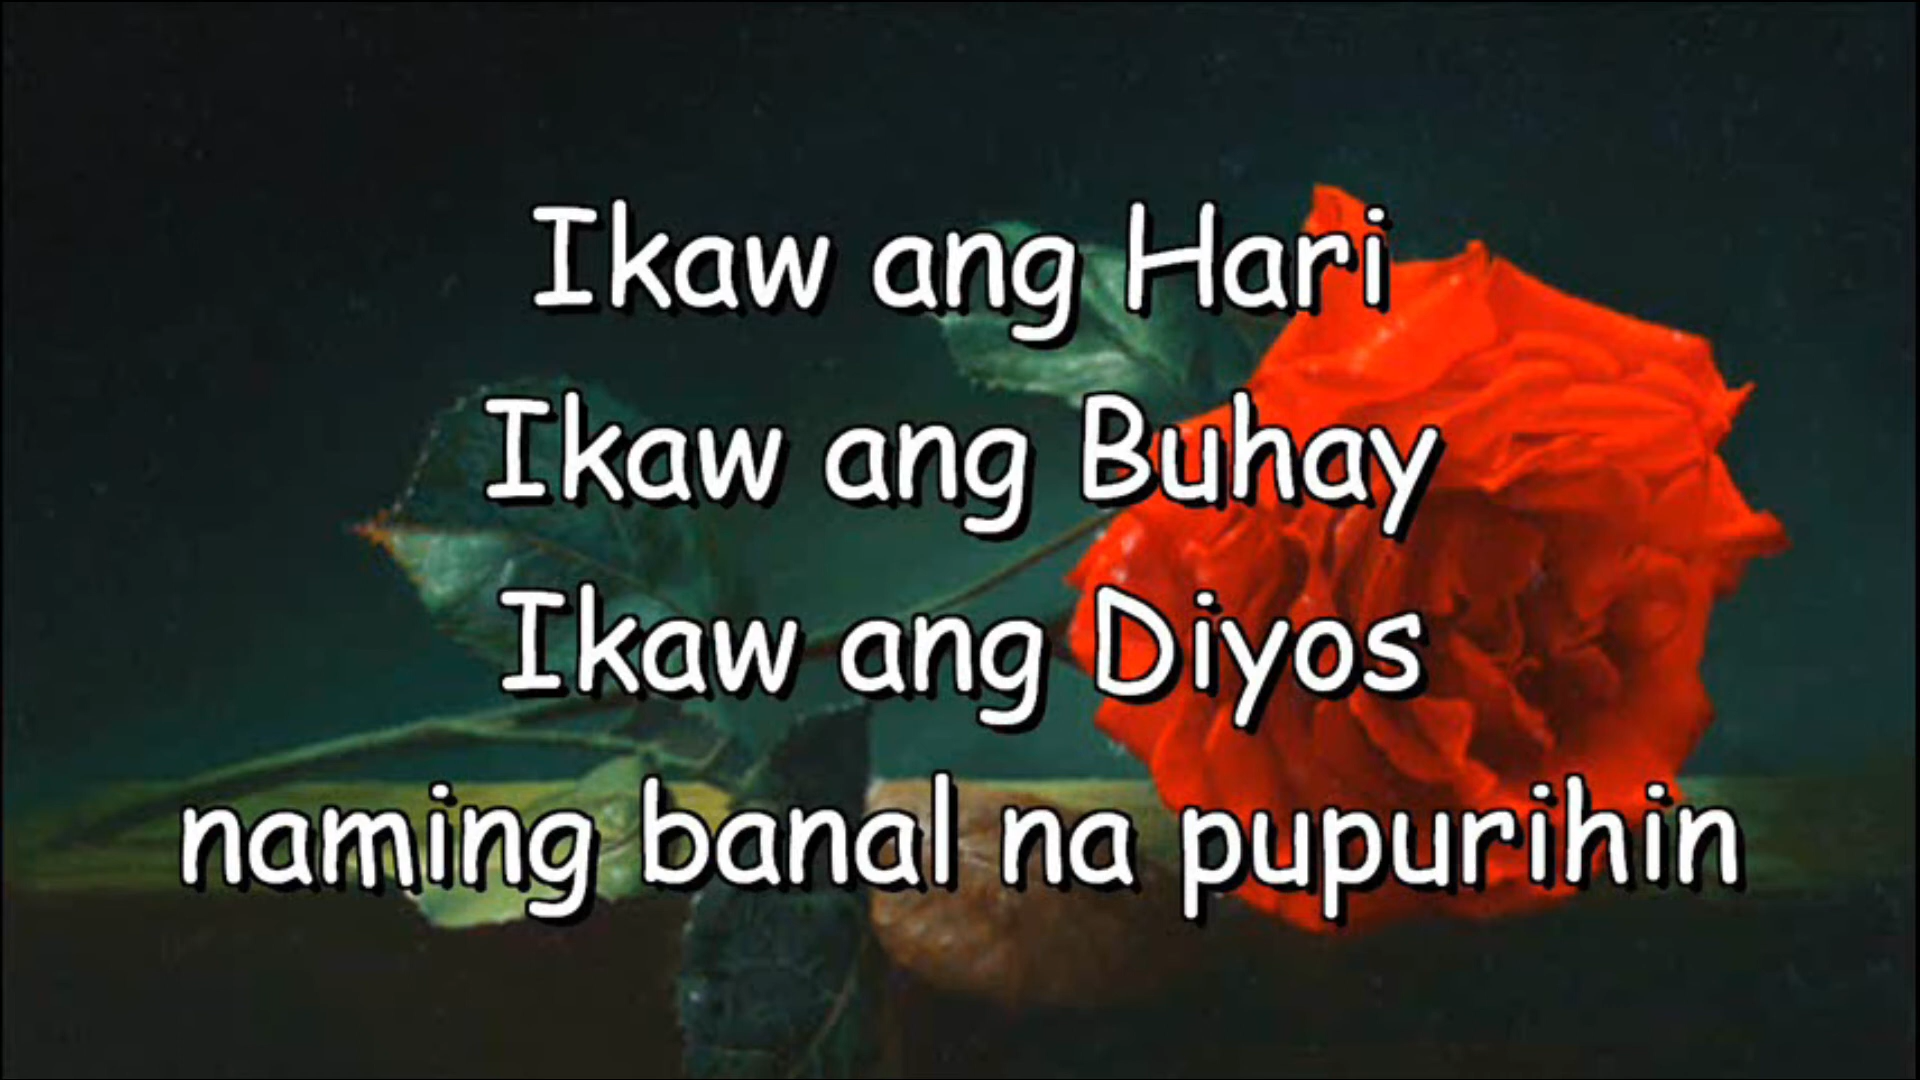 Ikaw ang Hari
Ikaw ang Buhay
Ikaw ang Diyos
naming banal na pupurihin